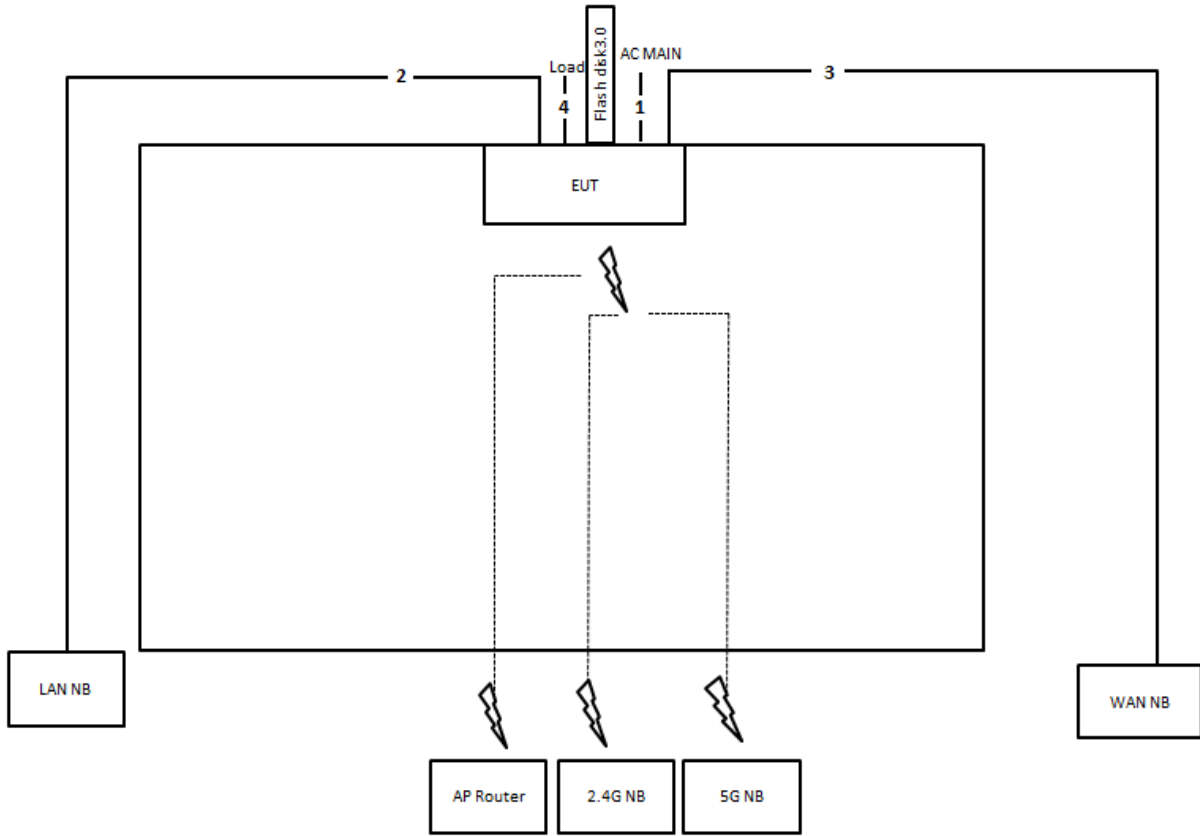 Flash disk3.0
AC MAIN
Load
2
3
4
1
EUT
LAN NB
WAN NB
AP Router
2.4G NB
5G NB